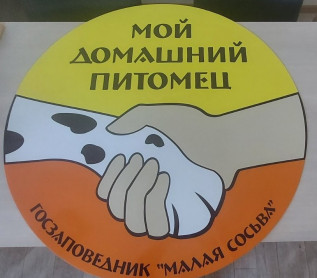 МОЙ
ДОМАШНИЙ
ПИТОМЕЦ
ГОСЗАПОВЕДНИК "МАЛАЯ СОСЬВА"